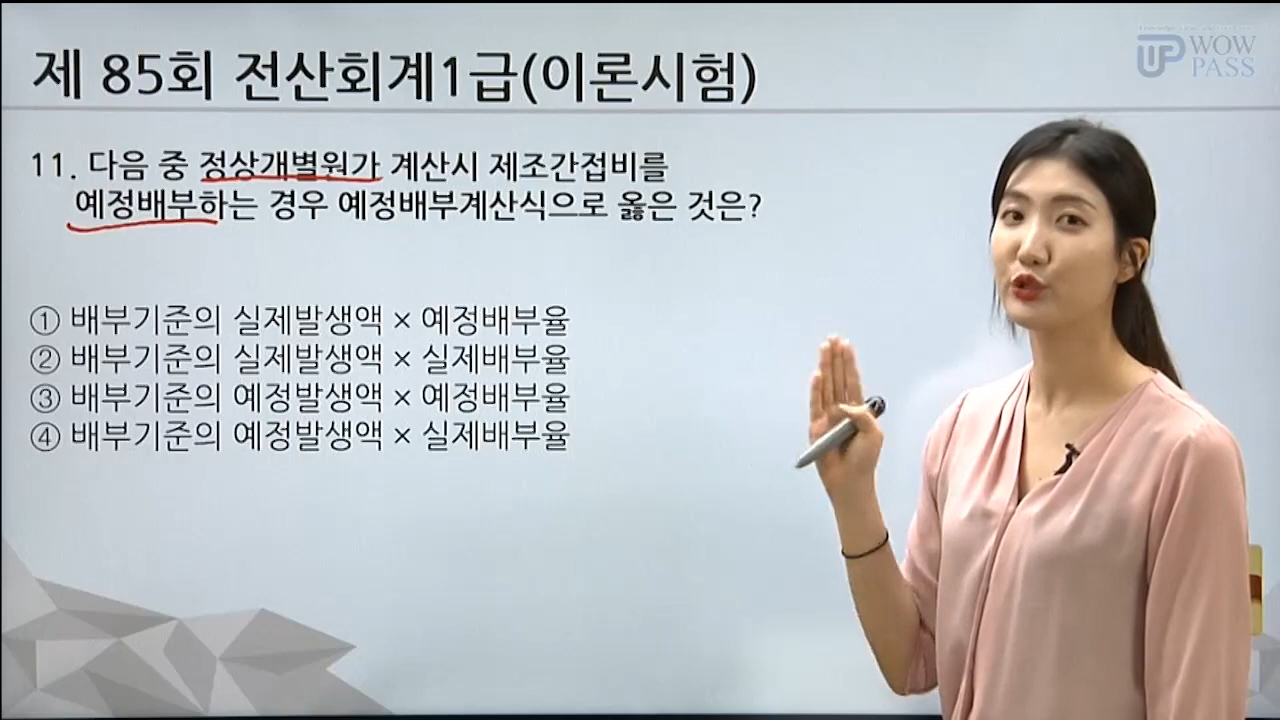 제 85회 전산회계1급(이론시험)
UP WOW
PASS
11. 다음 중 정상개별원가 계산시 제조간접비를
예정배부하는 경우 예정배부계산식으로 옳은 것은?
① 배부기준의 실제발생액 × 예정배부율
② 배부기준의 실제발생액 × 실제배부율
③ 배부기준의 예정발생액 × 예정배부율
④ 배부기준의 예정발생액 × 실제배부율